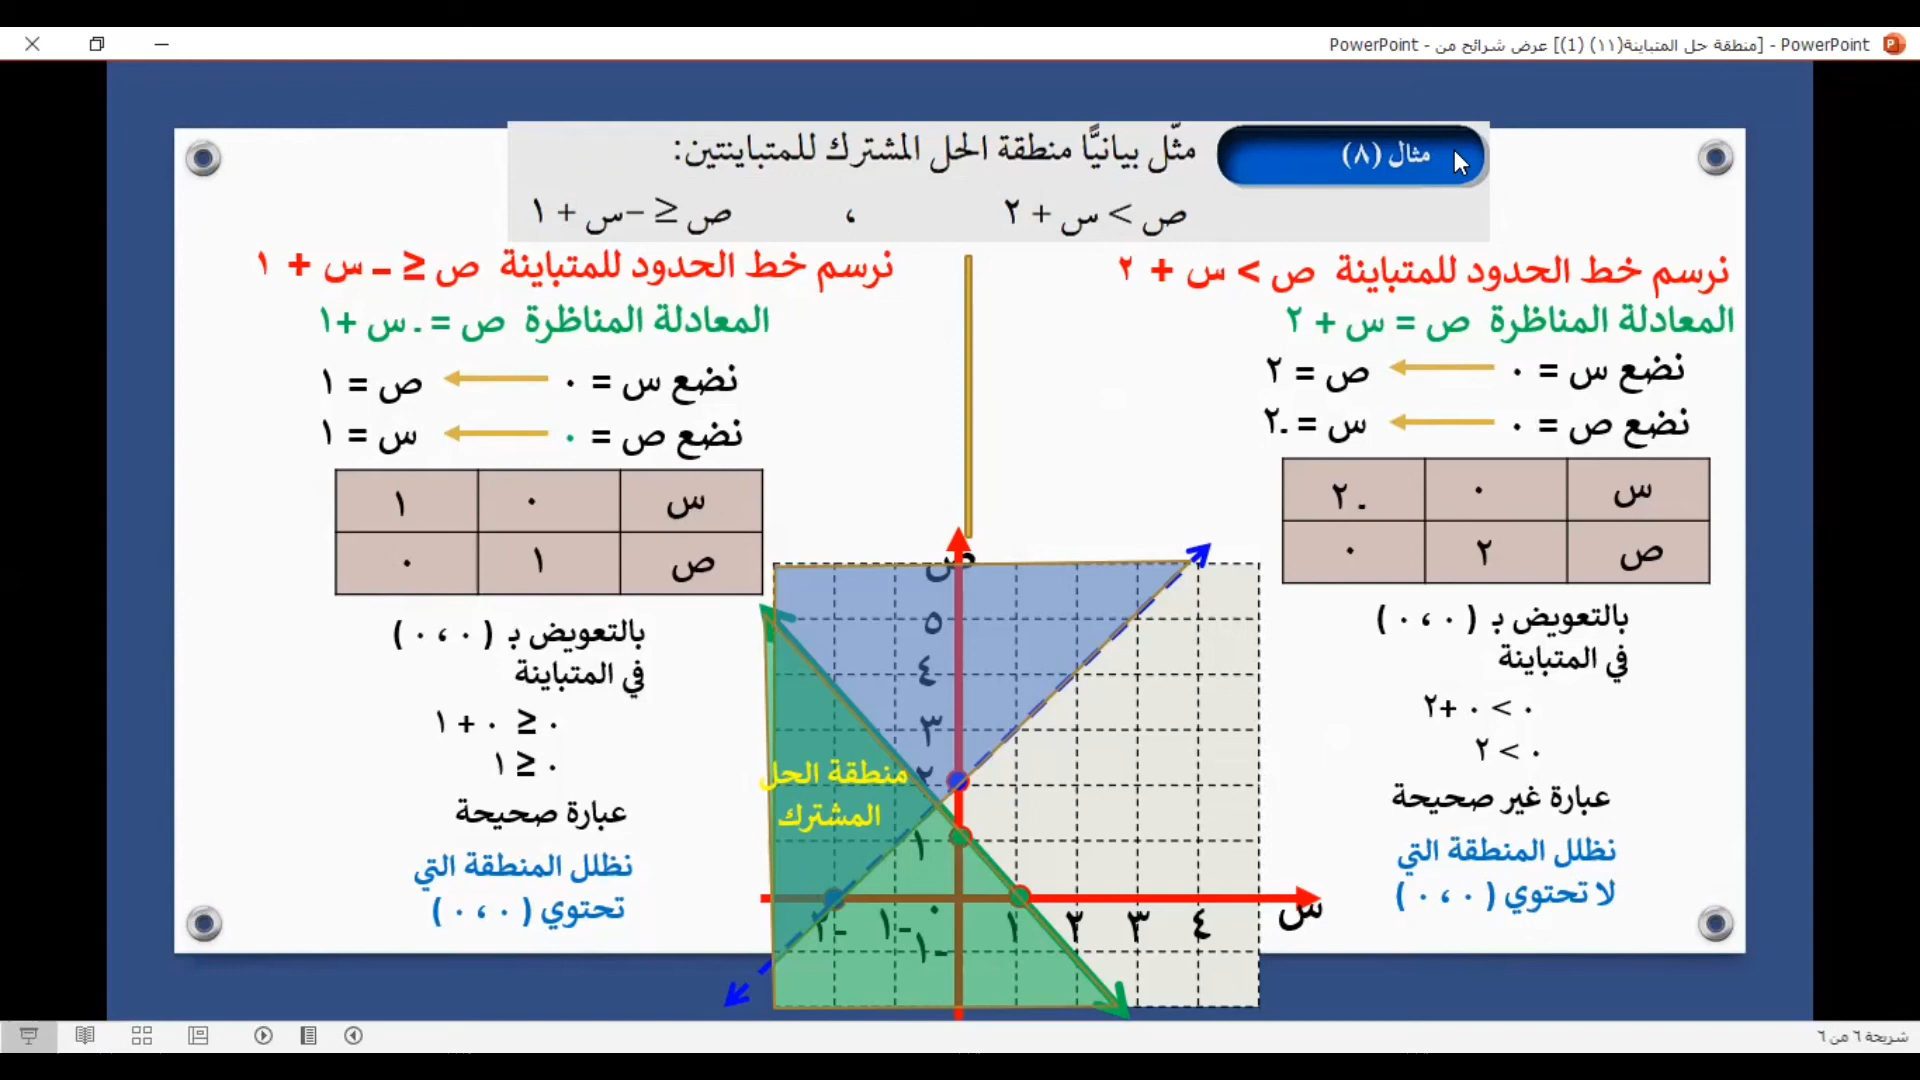 PowerPoint - [منطقة حل المتباينة(١١) (1)] عرض شرائح من - PowerPoint
مثال (٨)
مثّل بيانيًّا منطقة الحل المشترك للمتباينتين:
ص > س + ٢ ، ص ≤ −س + ١
نرسم خط الحدود للمتباينة ص > س + ٢
المعادلة المناظرة ص = س + ٢
نضع س = ٠ ص = ٢
نضع ص = ٠ س = -٢
س ٠ -٢
ص ٢ ٠
بالتعويض بـ ( ٠ ، ٠ )
في المتباينة
٠ > ٠ +٢
٠ > ٢
عبارة غير صحيحة
نظلل المنطقة التي
لا تحتوي ( ٠ ، ٠ )
نرسم خط الحدود للمتباينة ص ≤ – س + ١
المعادلة المناظرة ص = - س +١
نضع س = ٠ ص = ١
نضع ص = ٠ س = ١
س ٠ ١
ص ١ ٠
بالتعويض بـ ( ٠ ، ٠ )
في المتباينة
٠ ≤ ٠ + ١
٠ ≤ ١
عبارة صحيحة
نظلل المنطقة التي
تحتوي ( ٠ ، ٠ )
ص
٥
٤
٣
٢
١
-٢ -١ ٠ ١ ٢ ٣ ٤ س
-١
منطقة الحل
المشترك
شريحة ٦ من ٦